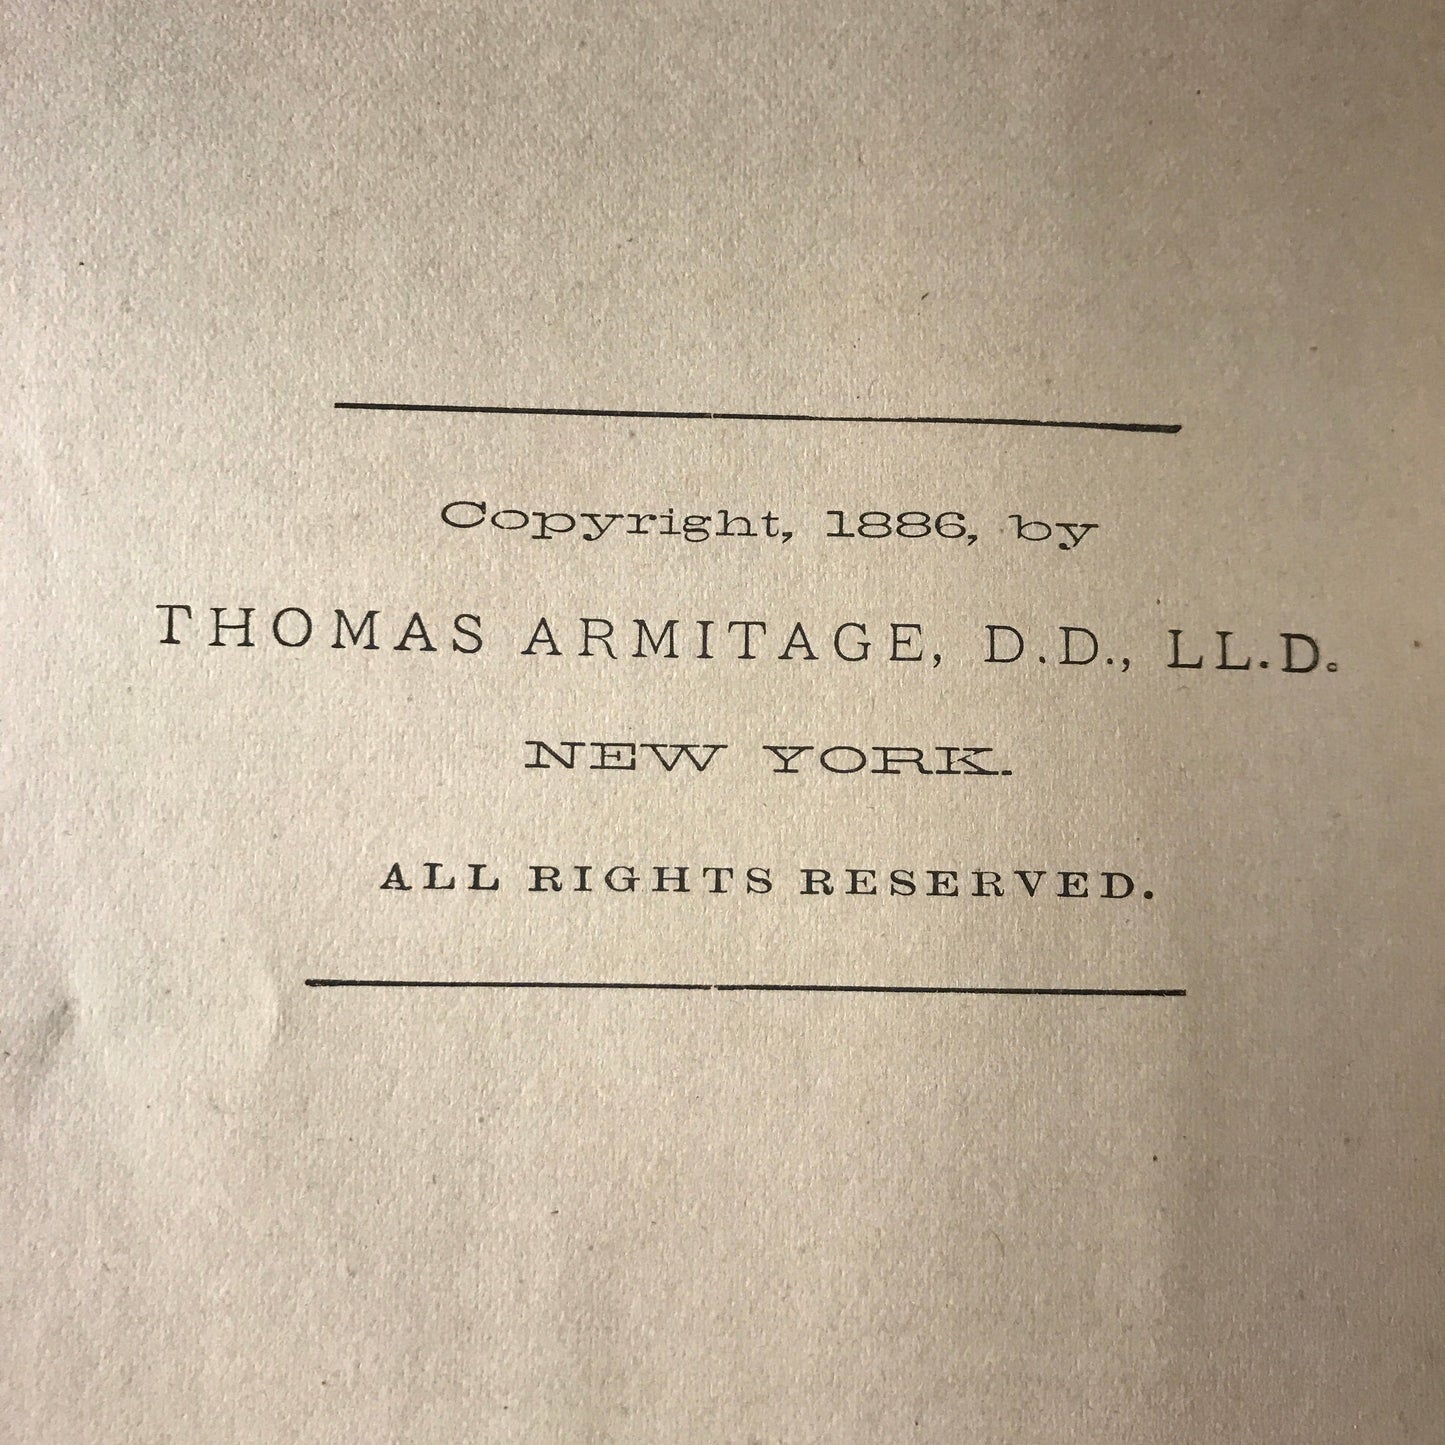 Copyright, 1886, by
THOMAS ARMITAGE, D.D., LL.D.
NEW YORK.
ALL RIGHTS RESERVED.